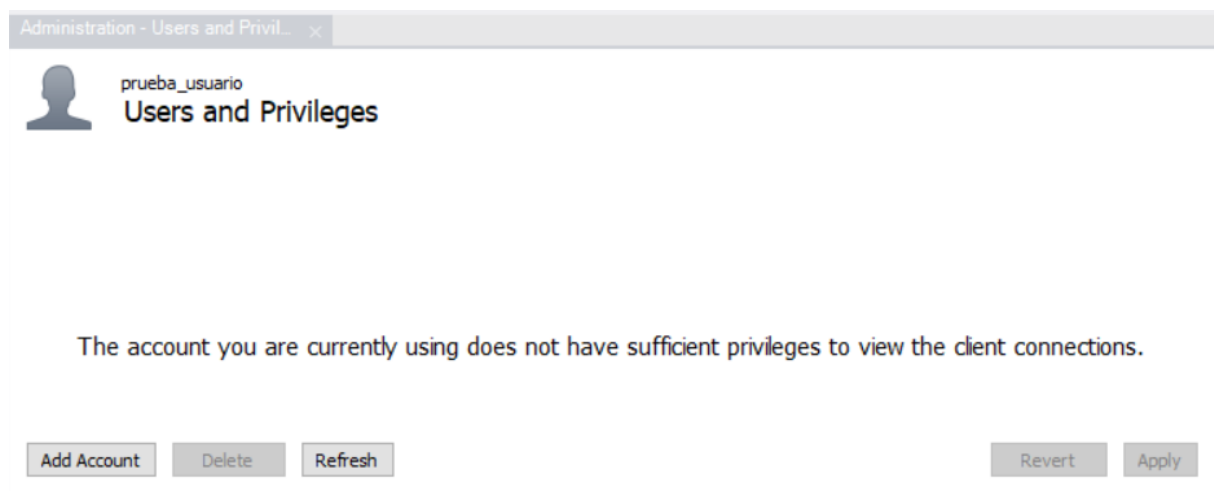 Administration - Users and Privil...
prueba_usuario
Users and Privileges
The account you are currently using does not have sufficient privileges to view the client connections.
Add Account Delete Refresh Revert Apply